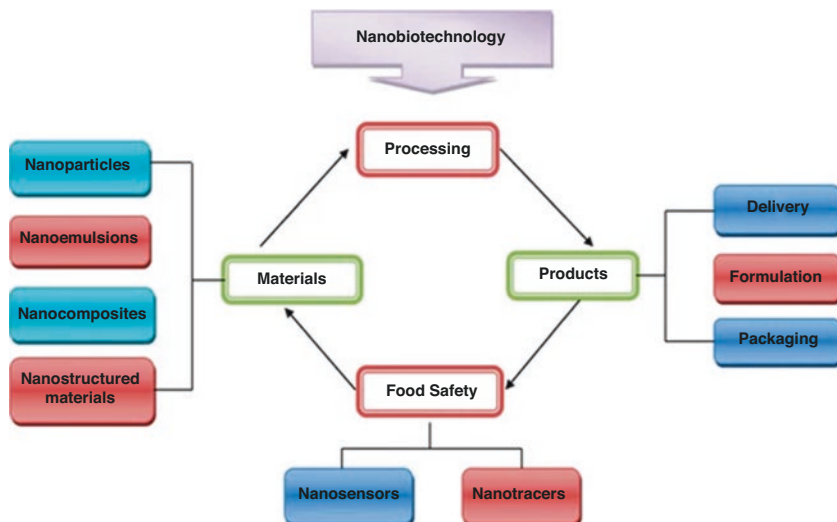 Nanobiotechnology
Processing
Nanoparticles
Nanoemulsions
Nanocomposites
Nanostructured
materials
Materials
Products
Delivery
Formulation
Packaging
Food Safety
Nanosensors
Nanotracers